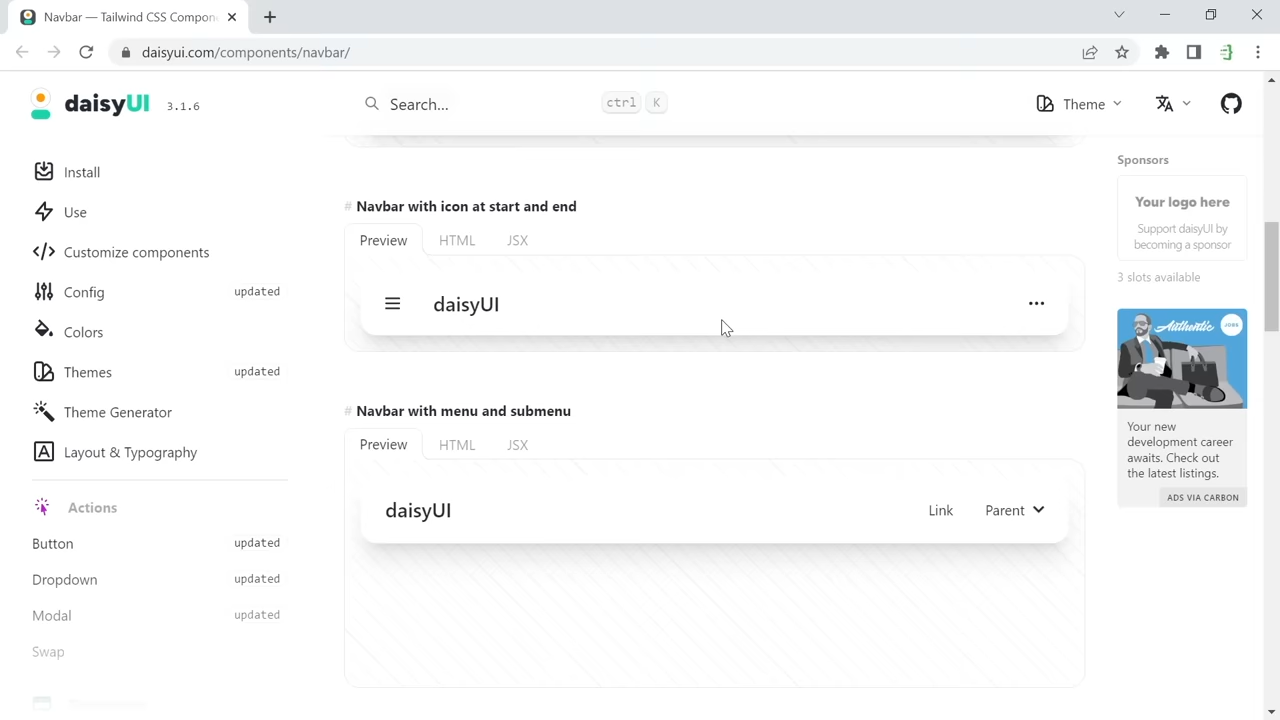 Navbar — Tailwind CSS Compon
daisyui.com/components/navbar/
daisyUI 3.1.6
Search...
ctrl K
Theme
Install
Use
Customize components
Config updated
Colors
Themes updated
Theme Generator
Layout & Typography
Actions
Button updated
Dropdown updated
Modal updated
Swap
# Navbar with icon at start and end
Preview HTML JSX
daisyUI
# Navbar with menu and submenu
Preview HTML JSX
daisyUI Link Parent
Sponsors
Your logo here
Support daisyUI by
becoming a sponsor
3 slots available
Authentic JOBS
Your new
development career
awaits. Check out
the latest listings.
ADS VIA CARBON